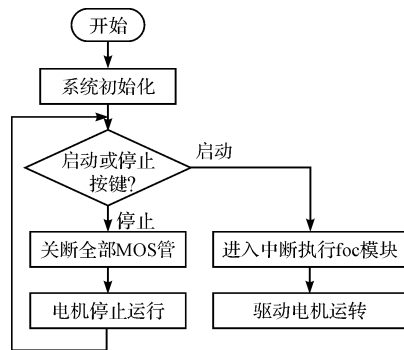 开始
系统初始化
启动或停止
按键?
启动
停止
关断全部MOS管
进入中断执行foc模块
电机停止运行
驱动电机运转